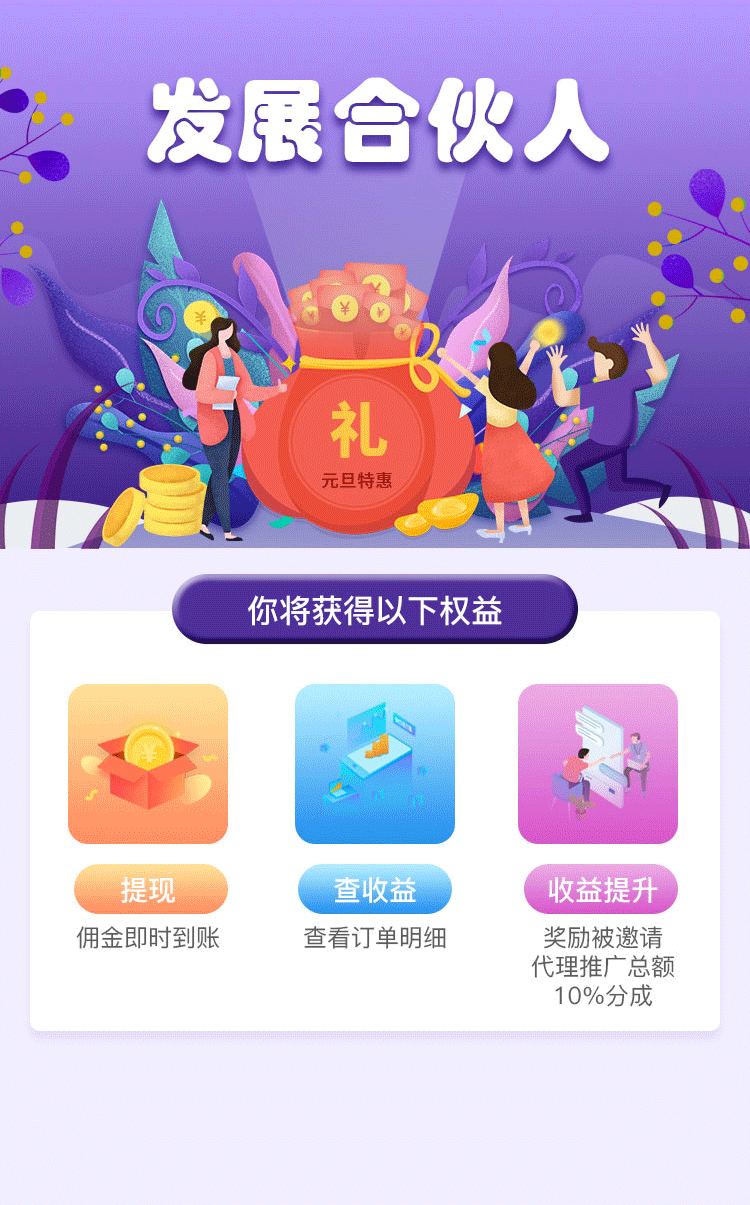 发展合伙人
礼
元旦特惠
你将获得以下权益
提现
查收益
收益提升
佣金即时到账
查看订单明细
奖励被邀请
代理推广总额
10%分成